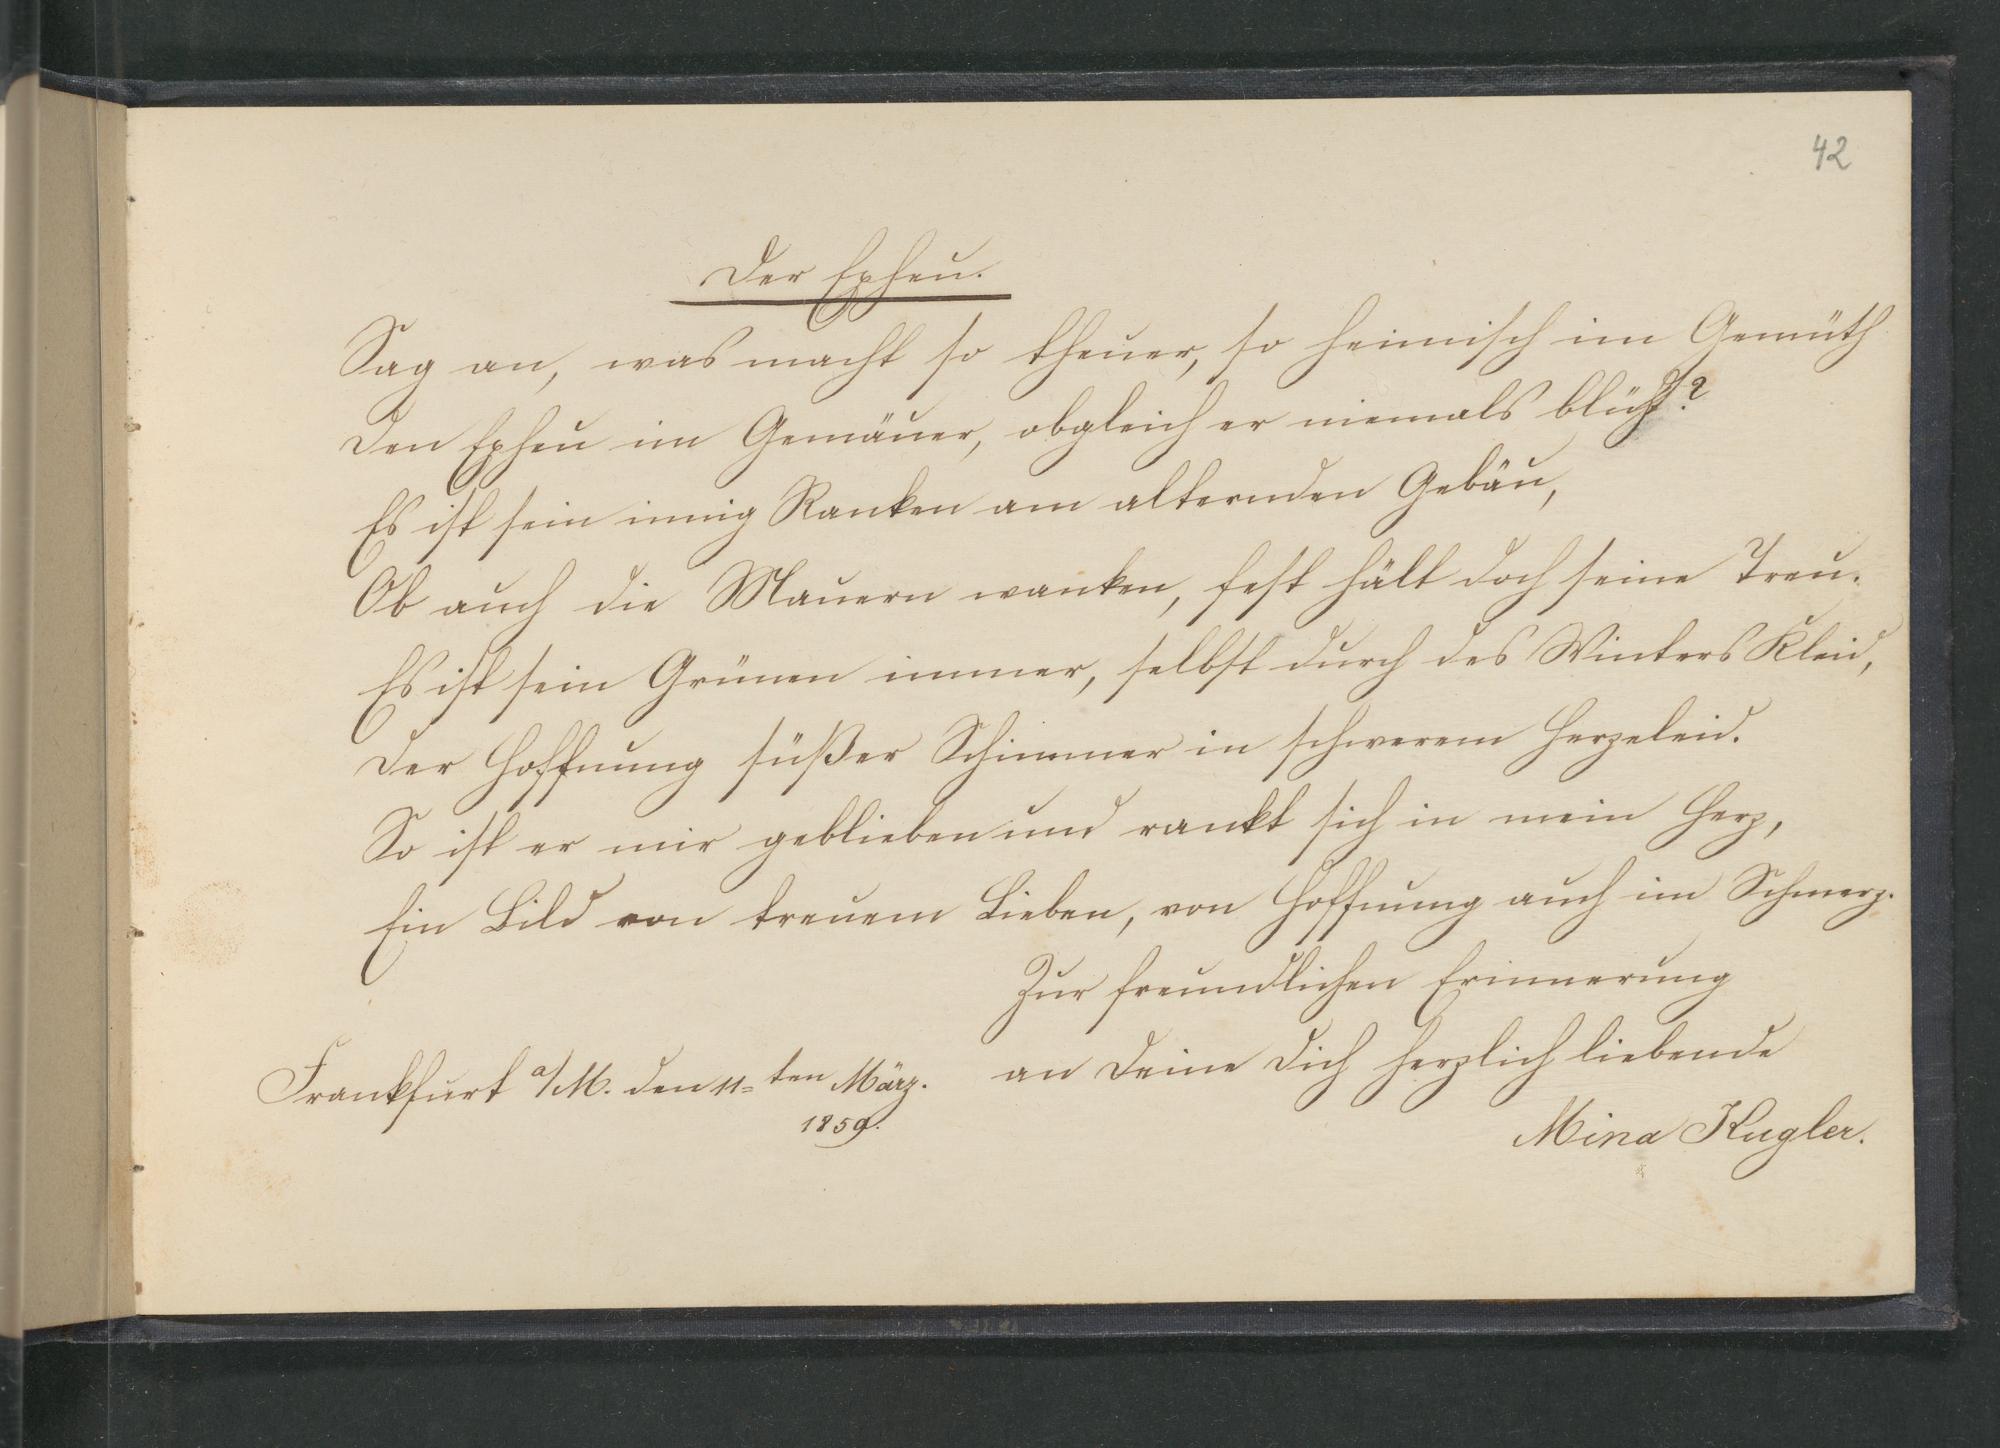 42
Der Epheu.
Sag an, was macht so theuer, so heimisch im Gemüth
Den Epheu im Gemäuer, obgleich er niemals blüht?
Es ist sein innig Ranken am alternden Gebäu,
Ob auch die Mauern wanken, fest hält doch seine Treu.
Es ist sein Grünen immer, selbst durch des Winters Kleid,
Der Hoffnung süßer Schimmer in schwerem Herzeleid.
So ist er mir geblieben und rankt sich in mein Herz,
Ein Bild von treuem Lieben, von Hoffnung auch im Schmerz.
Zur freundlichen Erinnerung
an Deine Dich herzlich liebende
Mina Kugler.
Frankfurt a/M. den 11ten März.
1859.